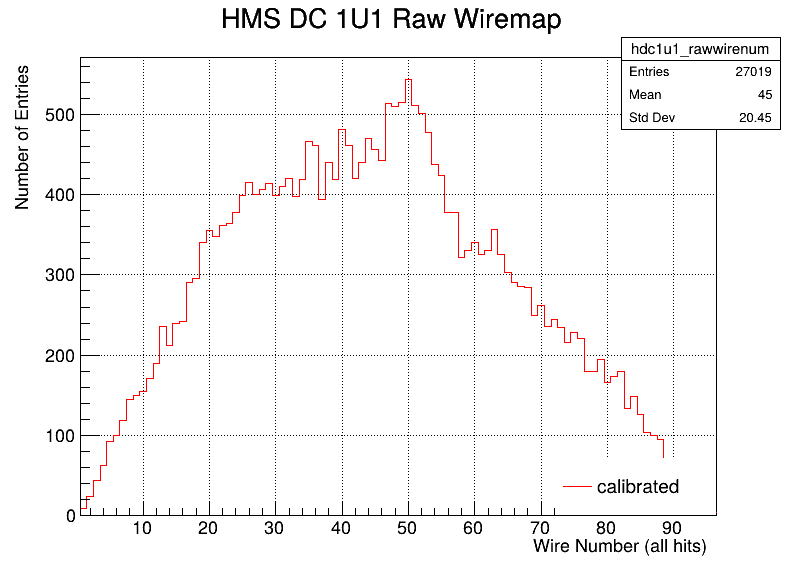 HMS DC 1U1 Raw Wiremap
hdc1u1_rawwirenum
Entries 27019
Mean 45
Std Dev 20.45
Number of Entries
500
400
300
200
100
0
calibrated
10 20 30 40 50 60 70 80 90
Wire Number (all hits)